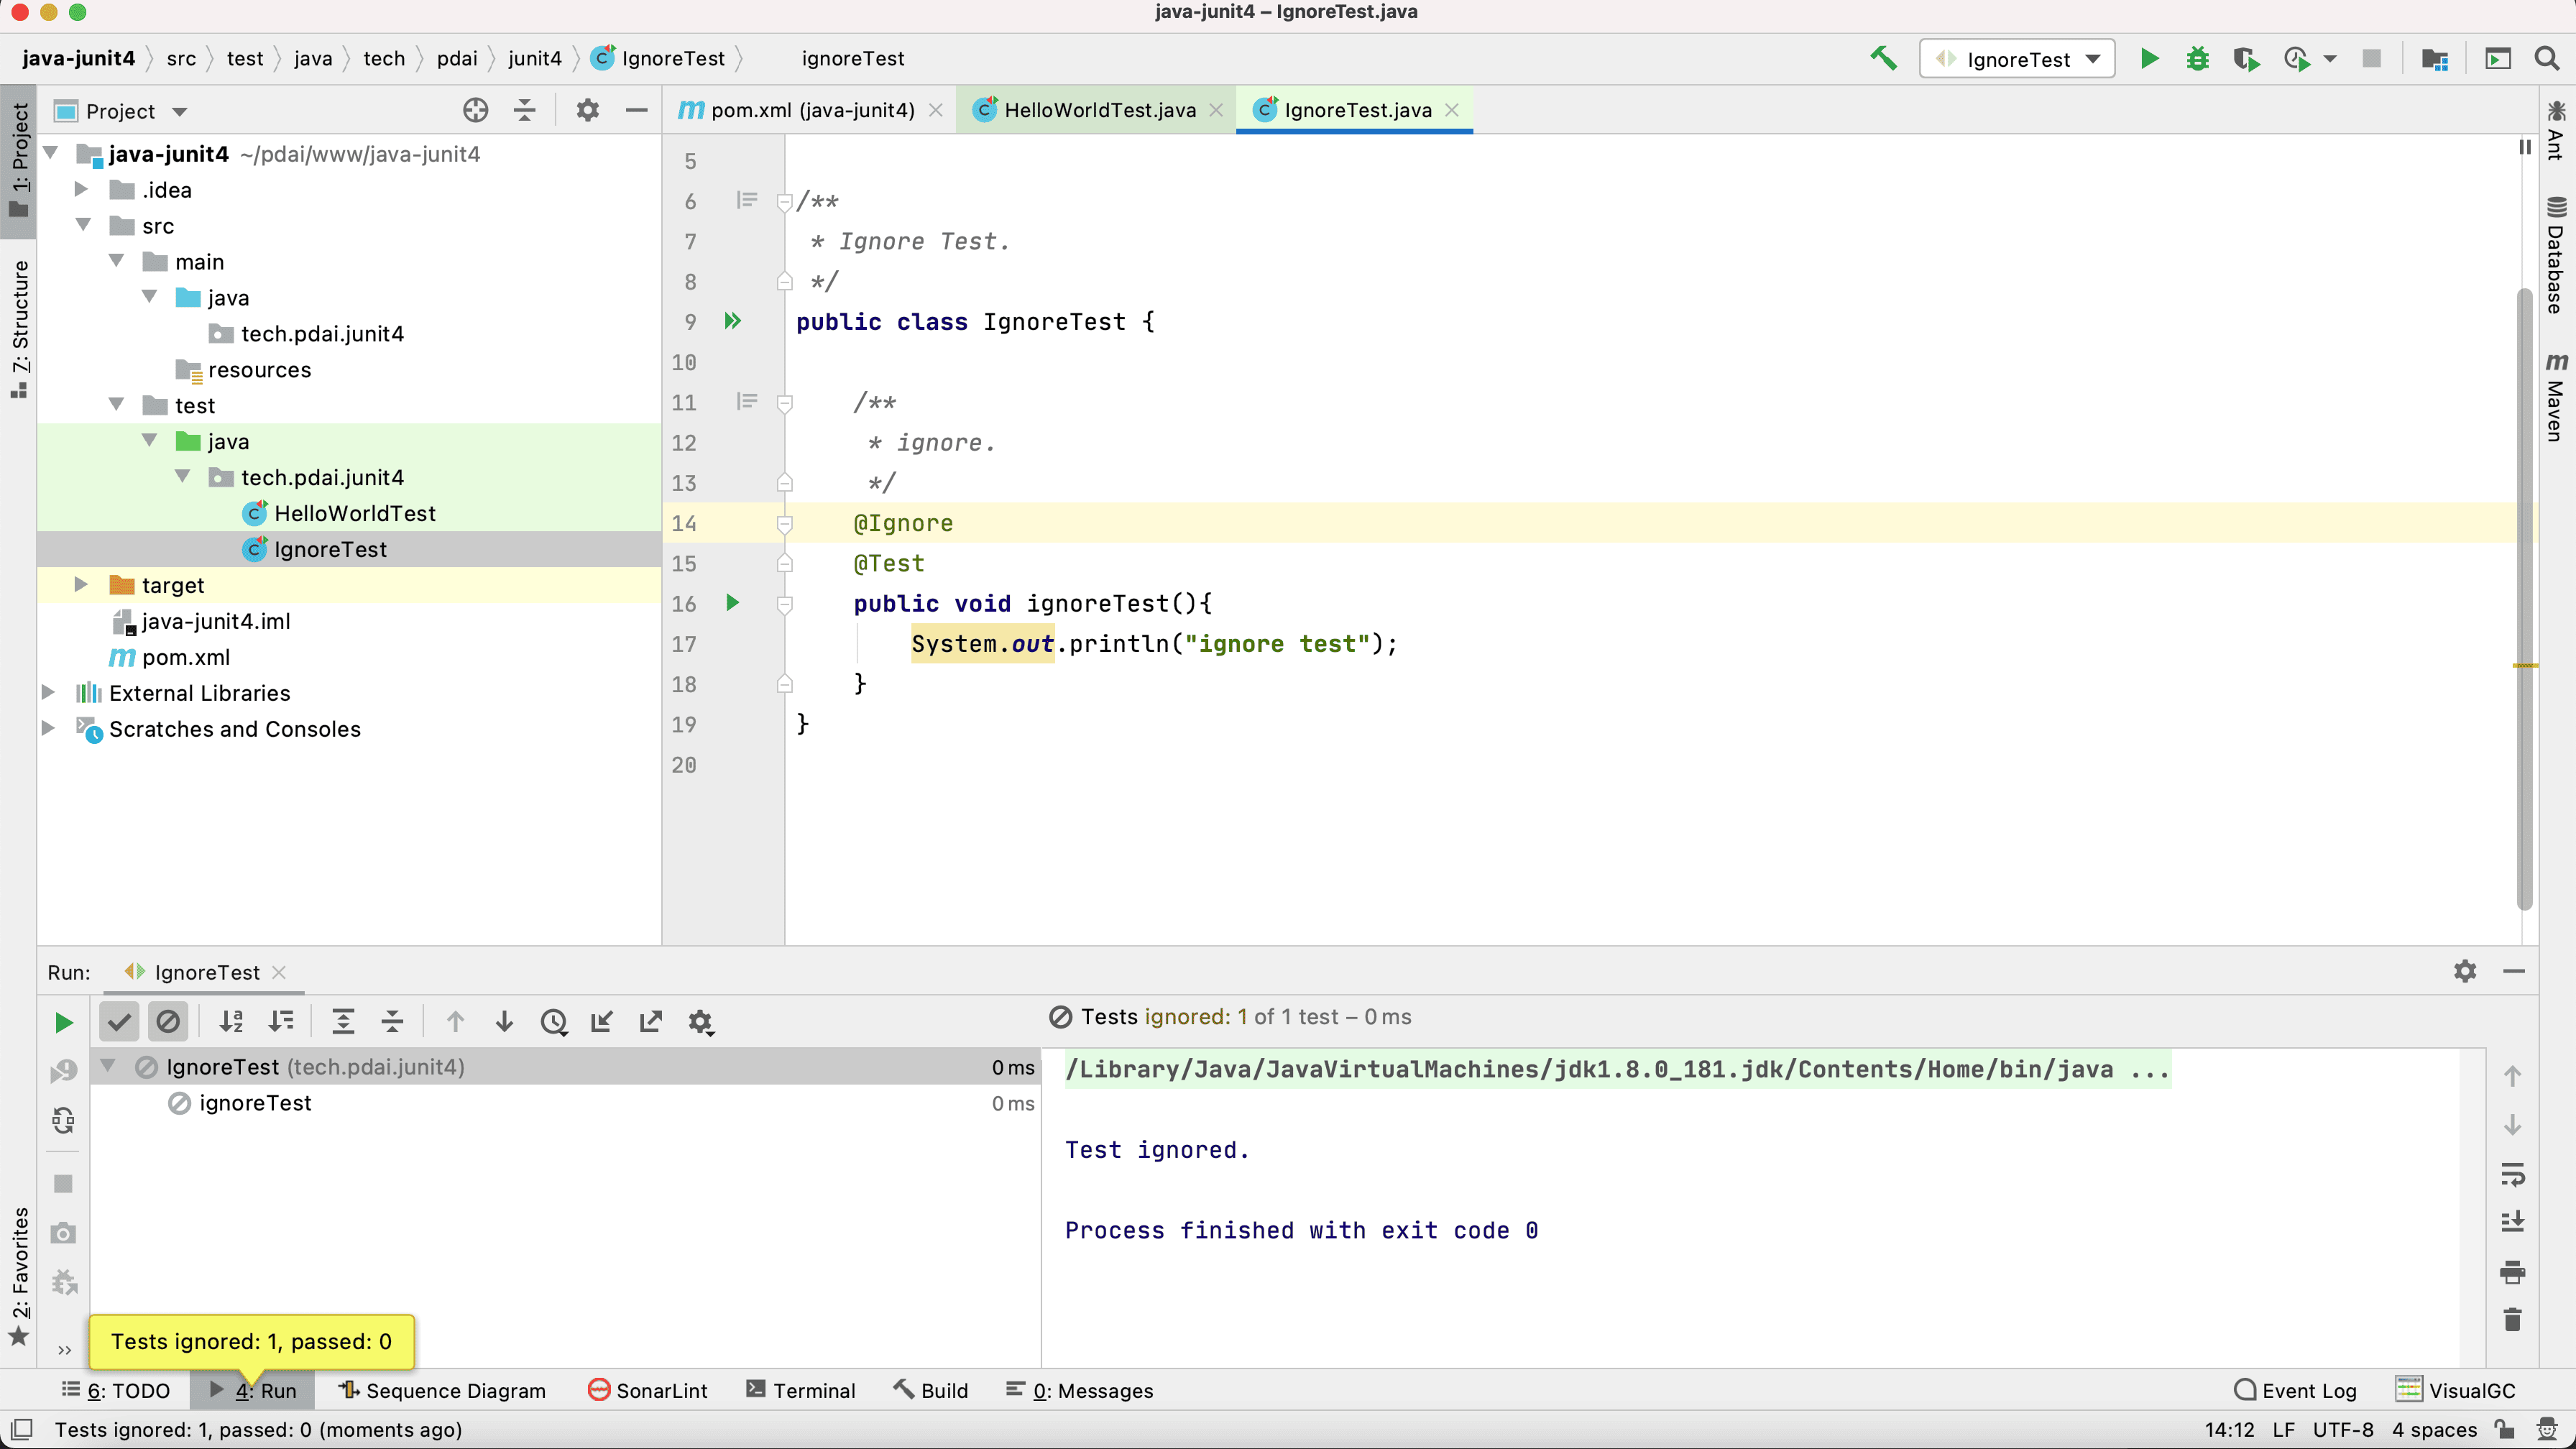 java-junit4 – IgnoreTest.java
java-junit4 src test java tech pdai junit4 IgnoreTest ignoreTest
IgnoreTest
Project
pom.xml (java-junit4) HelloWorldTest.java IgnoreTest.java
1: Project
7: Structure
2: Favorites
java-junit4 ~/pdai/www/java-junit4
.idea
src
main
java
tech.pdai.junit4
resources
test
java
tech.pdai.junit4
HelloWorldTest
IgnoreTest
target
java-junit4.iml
pom.xml
External Libraries
Scratches and Consoles
5
6 /**
7 * Ignore Test.
8 */
9 public class IgnoreTest {
10
11 /**
12 * ignore.
13 */
14 @Ignore
15 @Test
16 public void ignoreTest(){
17 System.out.println("ignore test");
18 }
19 }
20
Ant
Database
Maven
Run: IgnoreTest
Tests ignored: 1 of 1 test – 0 ms
IgnoreTest (tech.pdai.junit4) 0 ms
ignoreTest 0 ms
/Library/Java/JavaVirtualMachines/jdk1.8.0_181.jdk/Contents/Home/bin/java ...
Test ignored.
Process finished with exit code 0
Tests ignored: 1, passed: 0
6: TODO 4: Run Sequence Diagram SonarLint Terminal Build 0: Messages Event Log VisualGC
Tests ignored: 1, passed: 0 (moments ago) 14:12 LF UTF-8 4 spaces